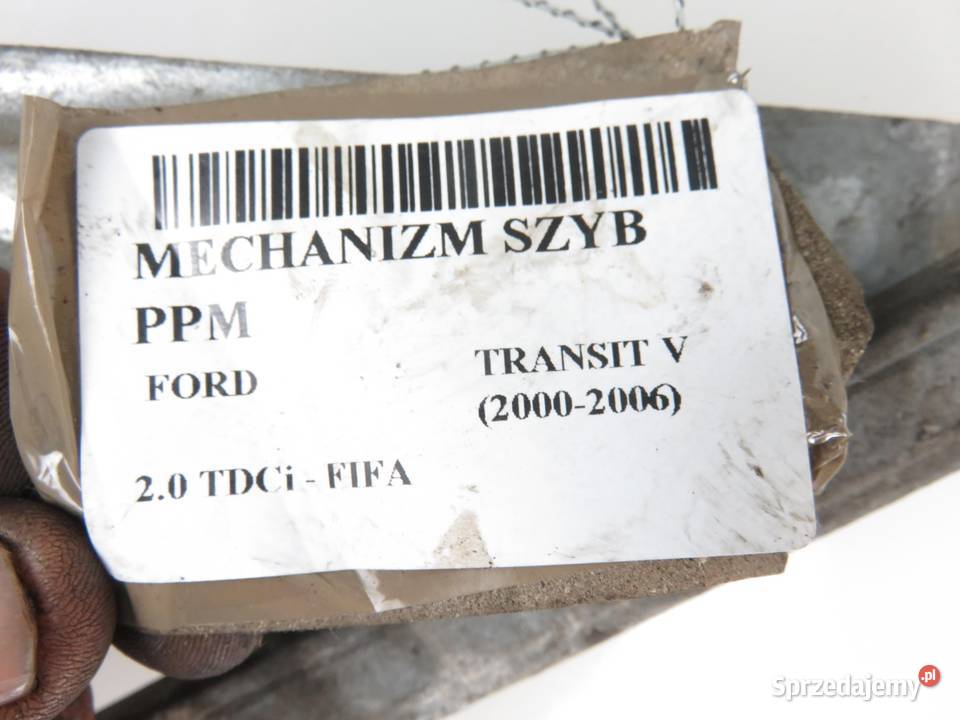 MECHANIZM SZYB
PPM
FORD
TRANSIT V
(2000-2006)
2.0 TDCi - FIFA
Sprzedajemy.pl